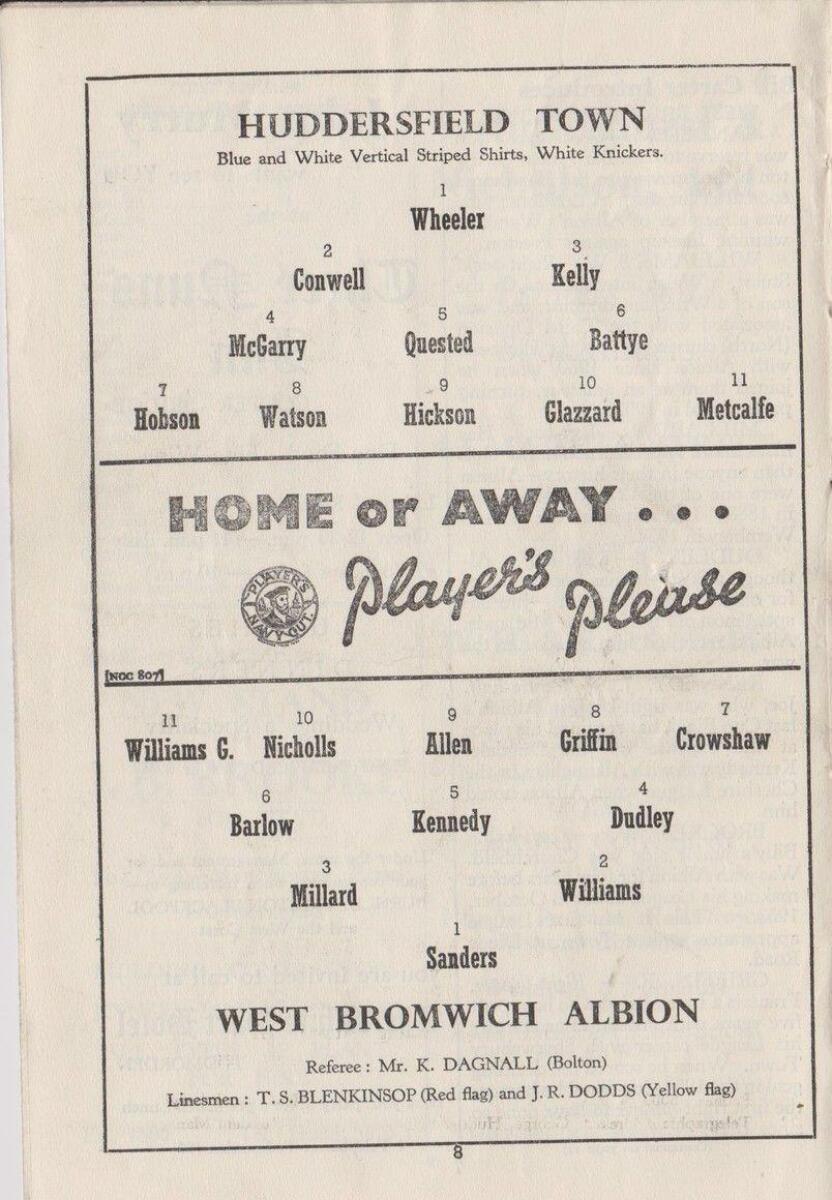 HUDDERSFIELD TOWN
Blue and White Vertical Striped Shirts, White Knickers.
1
Wheeler
2 3
Conwell Kelly
4 5 6
McGarry Quested Battye
7 8 9 10 11
Hobson Watson Hickson Glazzard Metcalfe
HOME or AWAY . . .
PLAYER'S NAVY CUT
Player's Please
[NCC 807]
11 10 9 8 7
Williams G. Nicholls Allen Griffin Crowshaw
6 5 4
Barlow Kennedy Dudley
3 2
Millard Williams
1
Sanders
WEST BROMWICH ALBION
Referee : Mr. K. DAGNALL (Bolton)
Linesmen : T. S. BLENKINSOP (Red flag) and J. R. DODDS (Yellow flag)
8